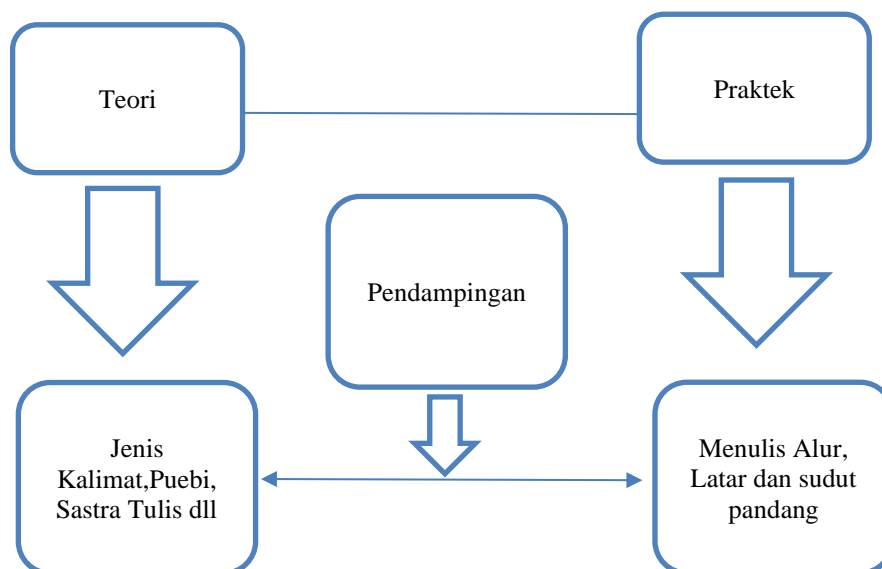 Teori
Praktek
Pendampingan
Jenis
Kalimat,Puebi,
Sastra Tulis dll
Menulis Alur,
Latar dan sudut
pandang